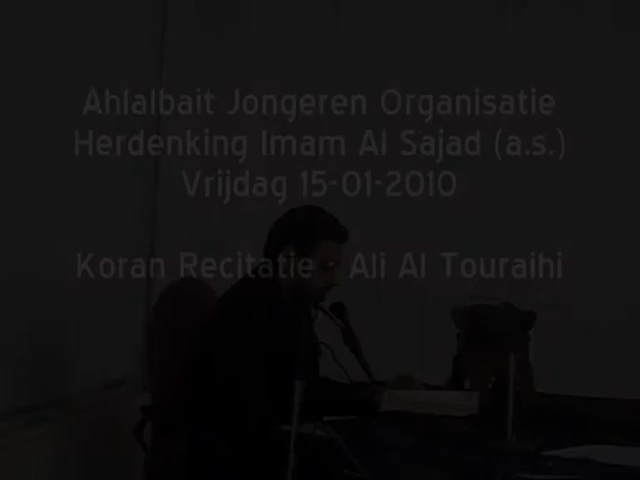 Ahlalbait Jongeren Organisatie
Herdenking Imam Al Sajad (a.s.)
Vrijdag 15-01-2010
Koran Recitatie - Ali Al Touraihi